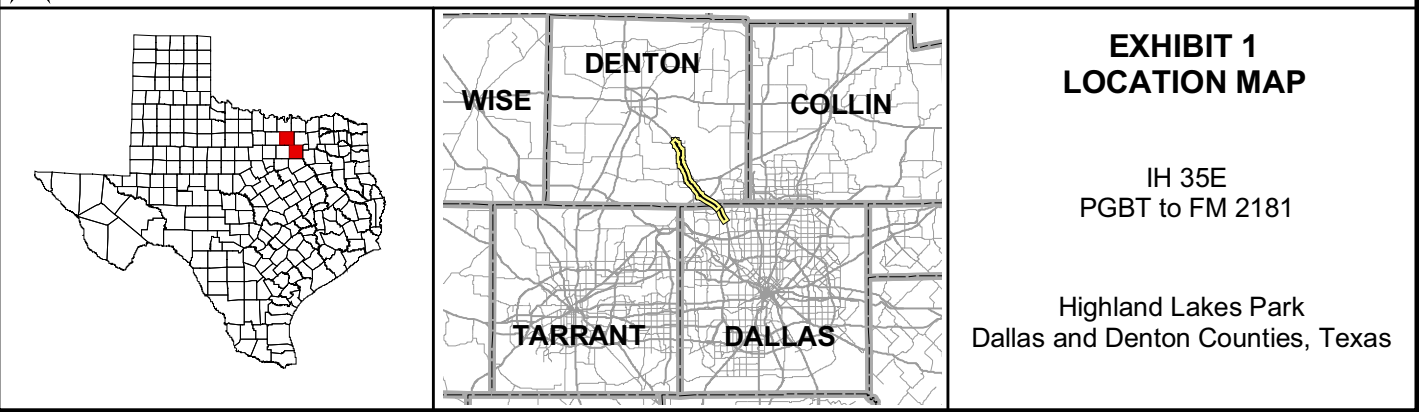 DENTON
WISE
COLLIN
TARRANT
DALLAS
EXHIBIT 1
LOCATION MAP
IH 35E
PGBT to FM 2181
Highland Lakes Park
Dallas and Denton Counties, Texas